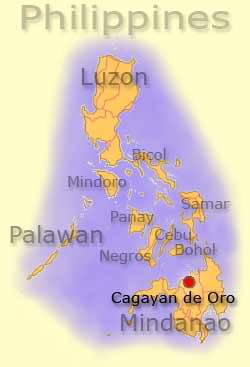 Philippines
Luzon
Bicol
Mindoro
Samar
Panay
Palawan
Cebu
Bohol
Negros
Cagayan de Oro
Mindanao